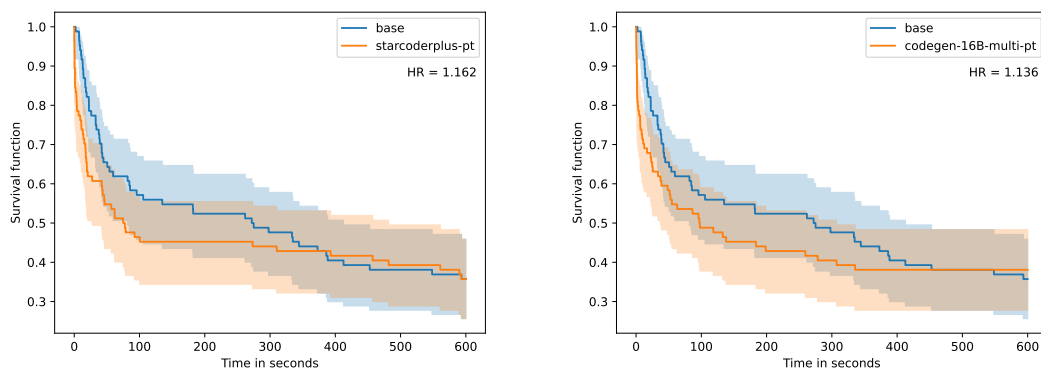 1.0
0.9
0.8
0.7
0.6
0.5
0.4
0.3
Survival function
0 100 200 300 400 500 600
Time in seconds
base
starcoderplus-pt
HR = 1.162
1.0
0.9
0.8
0.7
0.6
0.5
0.4
0.3
Survival function
0 100 200 300 400 500 600
Time in seconds
base
codegen-16B-multi-pt
HR = 1.136